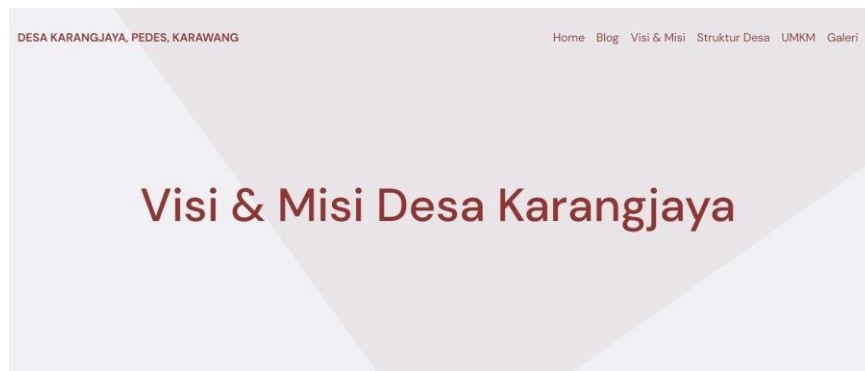 DESA KARANGJAYA, PEDES, KARAWANG
Home Blog Visi & Misi Struktur Desa UMKM Galeri
Visi & Misi Desa Karangjaya